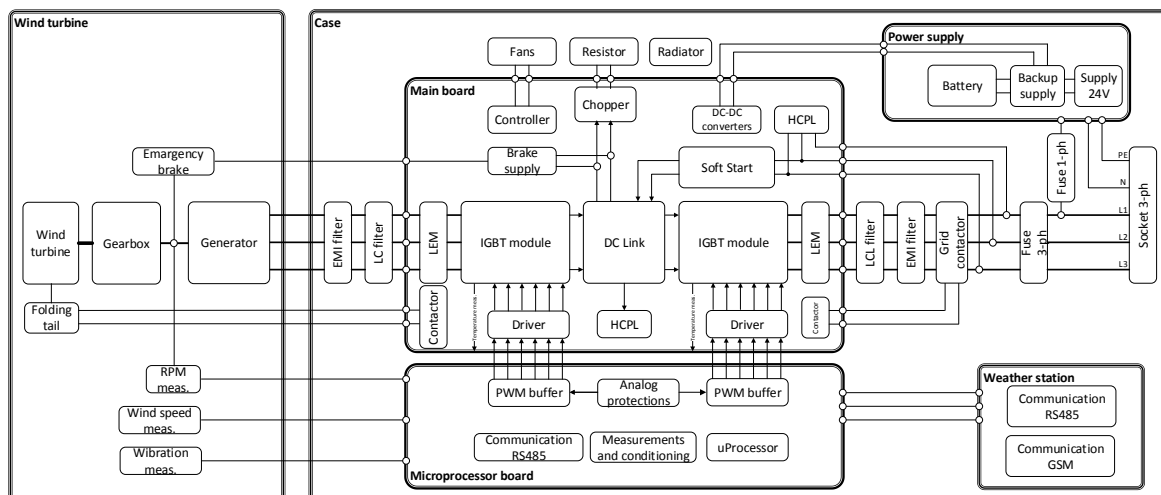 Wind turbine
Case
Power supply
Battery
Backup
supply
Supply
24V
Fans
Resistor
Radiator
Main board
Controller
Chopper
DC-DC
converters
HCPL
Emargency
brake
Brake
supply
Soft Start
Fuse 1-ph
PE
N
L1
L2
L3
Socket 3-ph
Wind
turbine
Gearbox
Generator
EMI filter
LC filter
LEM
IGBT module
DC Link
IGBT module
LEM
LCL filter
EMI filter
Grid
contactor
Fuse
3-ph
Folding
tail
Contactor
Temperature meas.
Driver
HCPL
Temperature meas.
Driver
Contactor
RPM
meas.
PWM buffer
Analog
protections
PWM buffer
Wind speed
meas.
Wibration
meas.
Communication
RS485
Measurements
and conditioning
uProcessor
Microprocessor board
Weather station
Communication
RS485
Communication
GSM